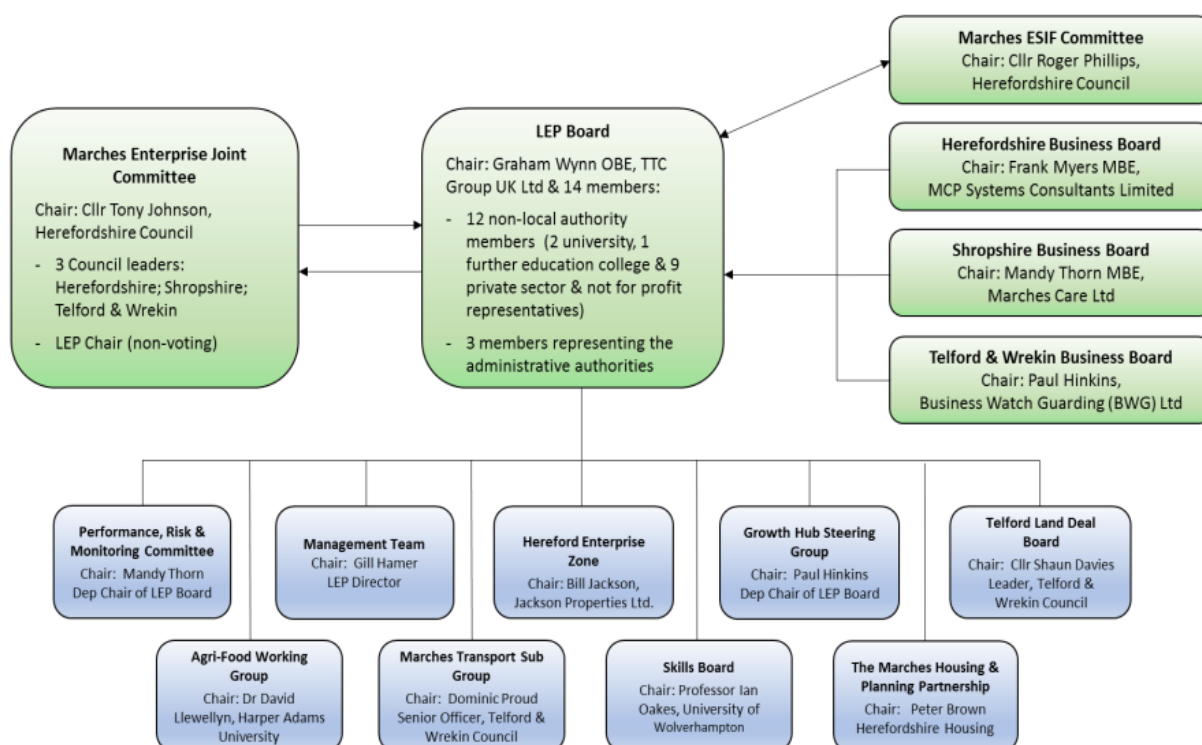 Marches Enterprise Joint
Committee
Chair: Cllr Tony Johnson,
Herefordshire Council
- 3 Council leaders:
Herefordshire; Shropshire;
Telford & Wrekin
- LEP Chair (non-voting)
LEP Board
Chair: Graham Wynn OBE, TTC
Group UK Ltd & 14 members:
- 12 non-local authority
members (2 university, 1
further education college & 9
private sector & not for profit
representatives)
- 3 members representing the
administrative authorities
Marches ESIF Committee
Chair: Cllr Roger Phillips,
Herefordshire Council
Herefordshire Business Board
Chair: Frank Myers MBE,
MCP Systems Consultants Limited
Shropshire Business Board
Chair: Mandy Thorn MBE,
Marches Care Ltd
Telford & Wrekin Business Board
Chair: Paul Hinkins,
Business Watch Guarding (BWG) Ltd
Performance, Risk &
Monitoring Committee
Chair: Mandy Thorn
Dep Chair of LEP Board
Management Team
Chair: Gill Hamer
LEP Director
Hereford Enterprise
Zone
Chair: Bill Jackson,
Jackson Properties Ltd.
Growth Hub Steering
Group
Chair: Paul Hinkins
Dep Chair of LEP Board
Telford Land Deal
Board
Chair: Cllr Shaun Davies
Leader, Telford &
Wrekin Council
Agri-Food Working
Group
Chair: Dr David
Llewellyn, Harper Adams
University
Marches Transport Sub
Group
Chair: Dominic Proud
Senior Officer, Telford &
Wrekin Council
Skills Board
Chair: Professor Ian
Oakes, University of
Wolverhampton
The Marches Housing &
Planning Partnership
Chair: Peter Brown
Herefordshire Housing